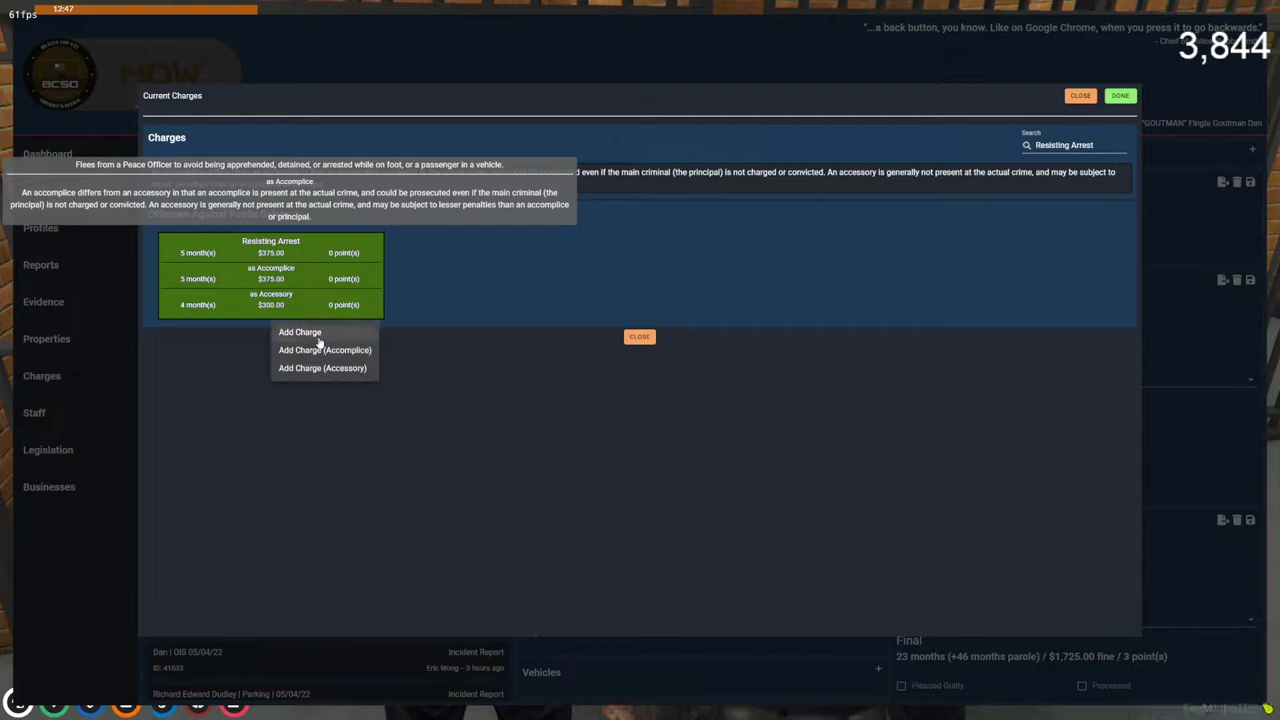 12:47
61fps
"...a back button, you know. Like on Google Chrome, when you press it to go backwards."
3,844
BCSO
Current Charges
CLOSE
DONE
"GOUTMAN" Fingla Goutman Dan
Charges
Search
Resisting Arrest
Dashboard
Flees from a Peace Officer to avoid being apprehended, detained, or arrested while on foot, or a passenger in a vehicle.
as Accomplice
An accomplice differs from an accessory in that an accomplice is present at the actual crime, and could be prosecuted even if the main criminal (the
principal) is not charged or convicted. An accessory is generally not present at the actual crime, and may be subject to lesser penalties than an accomplice
or principal.
ed even if the main criminal (the principal) is not charged or convicted. An accessory is generally not present at the actual crime, and may be subject to
Offenses Against Public
Profiles
Reports
Evidence
Properties
Charges
Staff
Legislation
Businesses
Resisting Arrest
5 month(s) $375.00 0 point(s)
as Accomplice
5 month(s) $375.00 0 point(s)
as Accessory
4 month(s) $300.00 0 point(s)
Add Charge
Add Charge (Accomplice)
Add Charge (Accessory)
CLOSE
Dan | OIS 05/04/22 Incident Report
ID: 41633 Eric Wong – 3 hours ago
Richard Edward Dudley | Parking | 05/04/22 Incident Report
Vehicles
Final
23 months (+46 months parole) / $1,725.00 fine / 3 point(s)
Pleaded Guilty
Processed